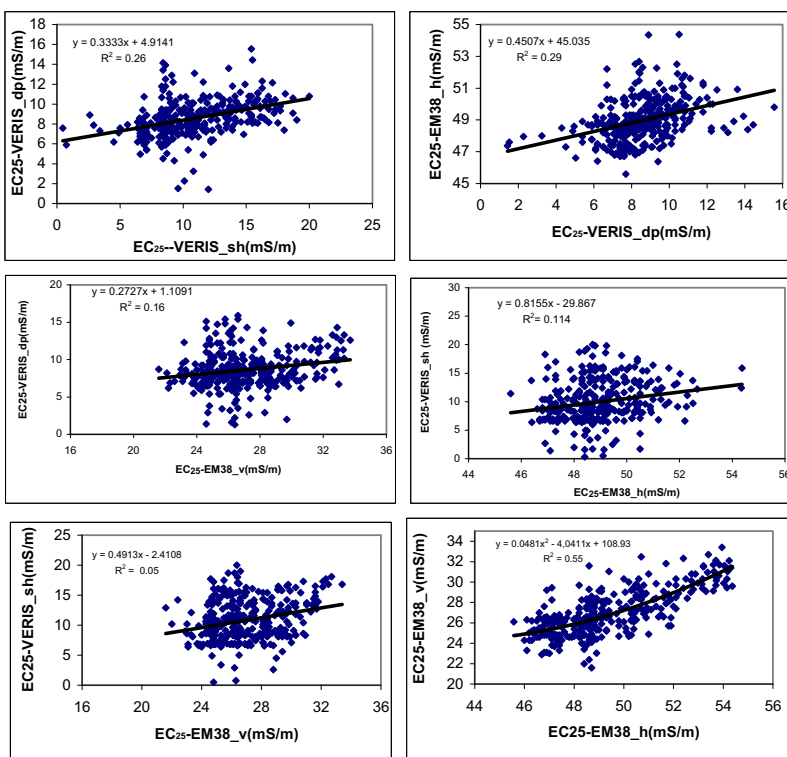 y = 0.3333x + 4.9141
R² = 0.26
EC25-VERIS_dp(mS/m)
18
16
14
12
10
8
6
4
2
0
0 5 10 15 20 25
EC25--VERIS_sh(mS/m)
y = 0.4507x + 45.035
R² = 0.29
EC25-EM38_h(mS/m)
55
53
51
49
47
45
0 2 4 6 8 10 12 14 16
EC25-VERIS_dp(mS/m)
y = 0.2727x + 1.1091
R² = 0.16
EC25-VERIS_dp(mS/m)
20
15
10
5
0
16 20 24 28 32 36
EC25-EM38_v(mS/m)
y = 0.8155x - 29.867
R²= 0.114
EC25-VERIS_sh (mS/m)
30
25
20
15
10
5
0
44 46 48 50 52 54 56
EC25-EM38_h(mS/m)
y = 0.4913x - 2.4108
R² = 0.05
EC25-VERIS_sh(mS/m)
25
20
15
10
5
0
16 20 24 28 32 36
EC25-EM38_v(mS/m)
y = 0.0481x² - 4,0411x + 108.93
R² = 0.55
EC25-EM38_v(mS/m)
34
32
30
28
26
24
22
20
44 46 48 50 52 54 56
EC25-EM38_h(mS/m)